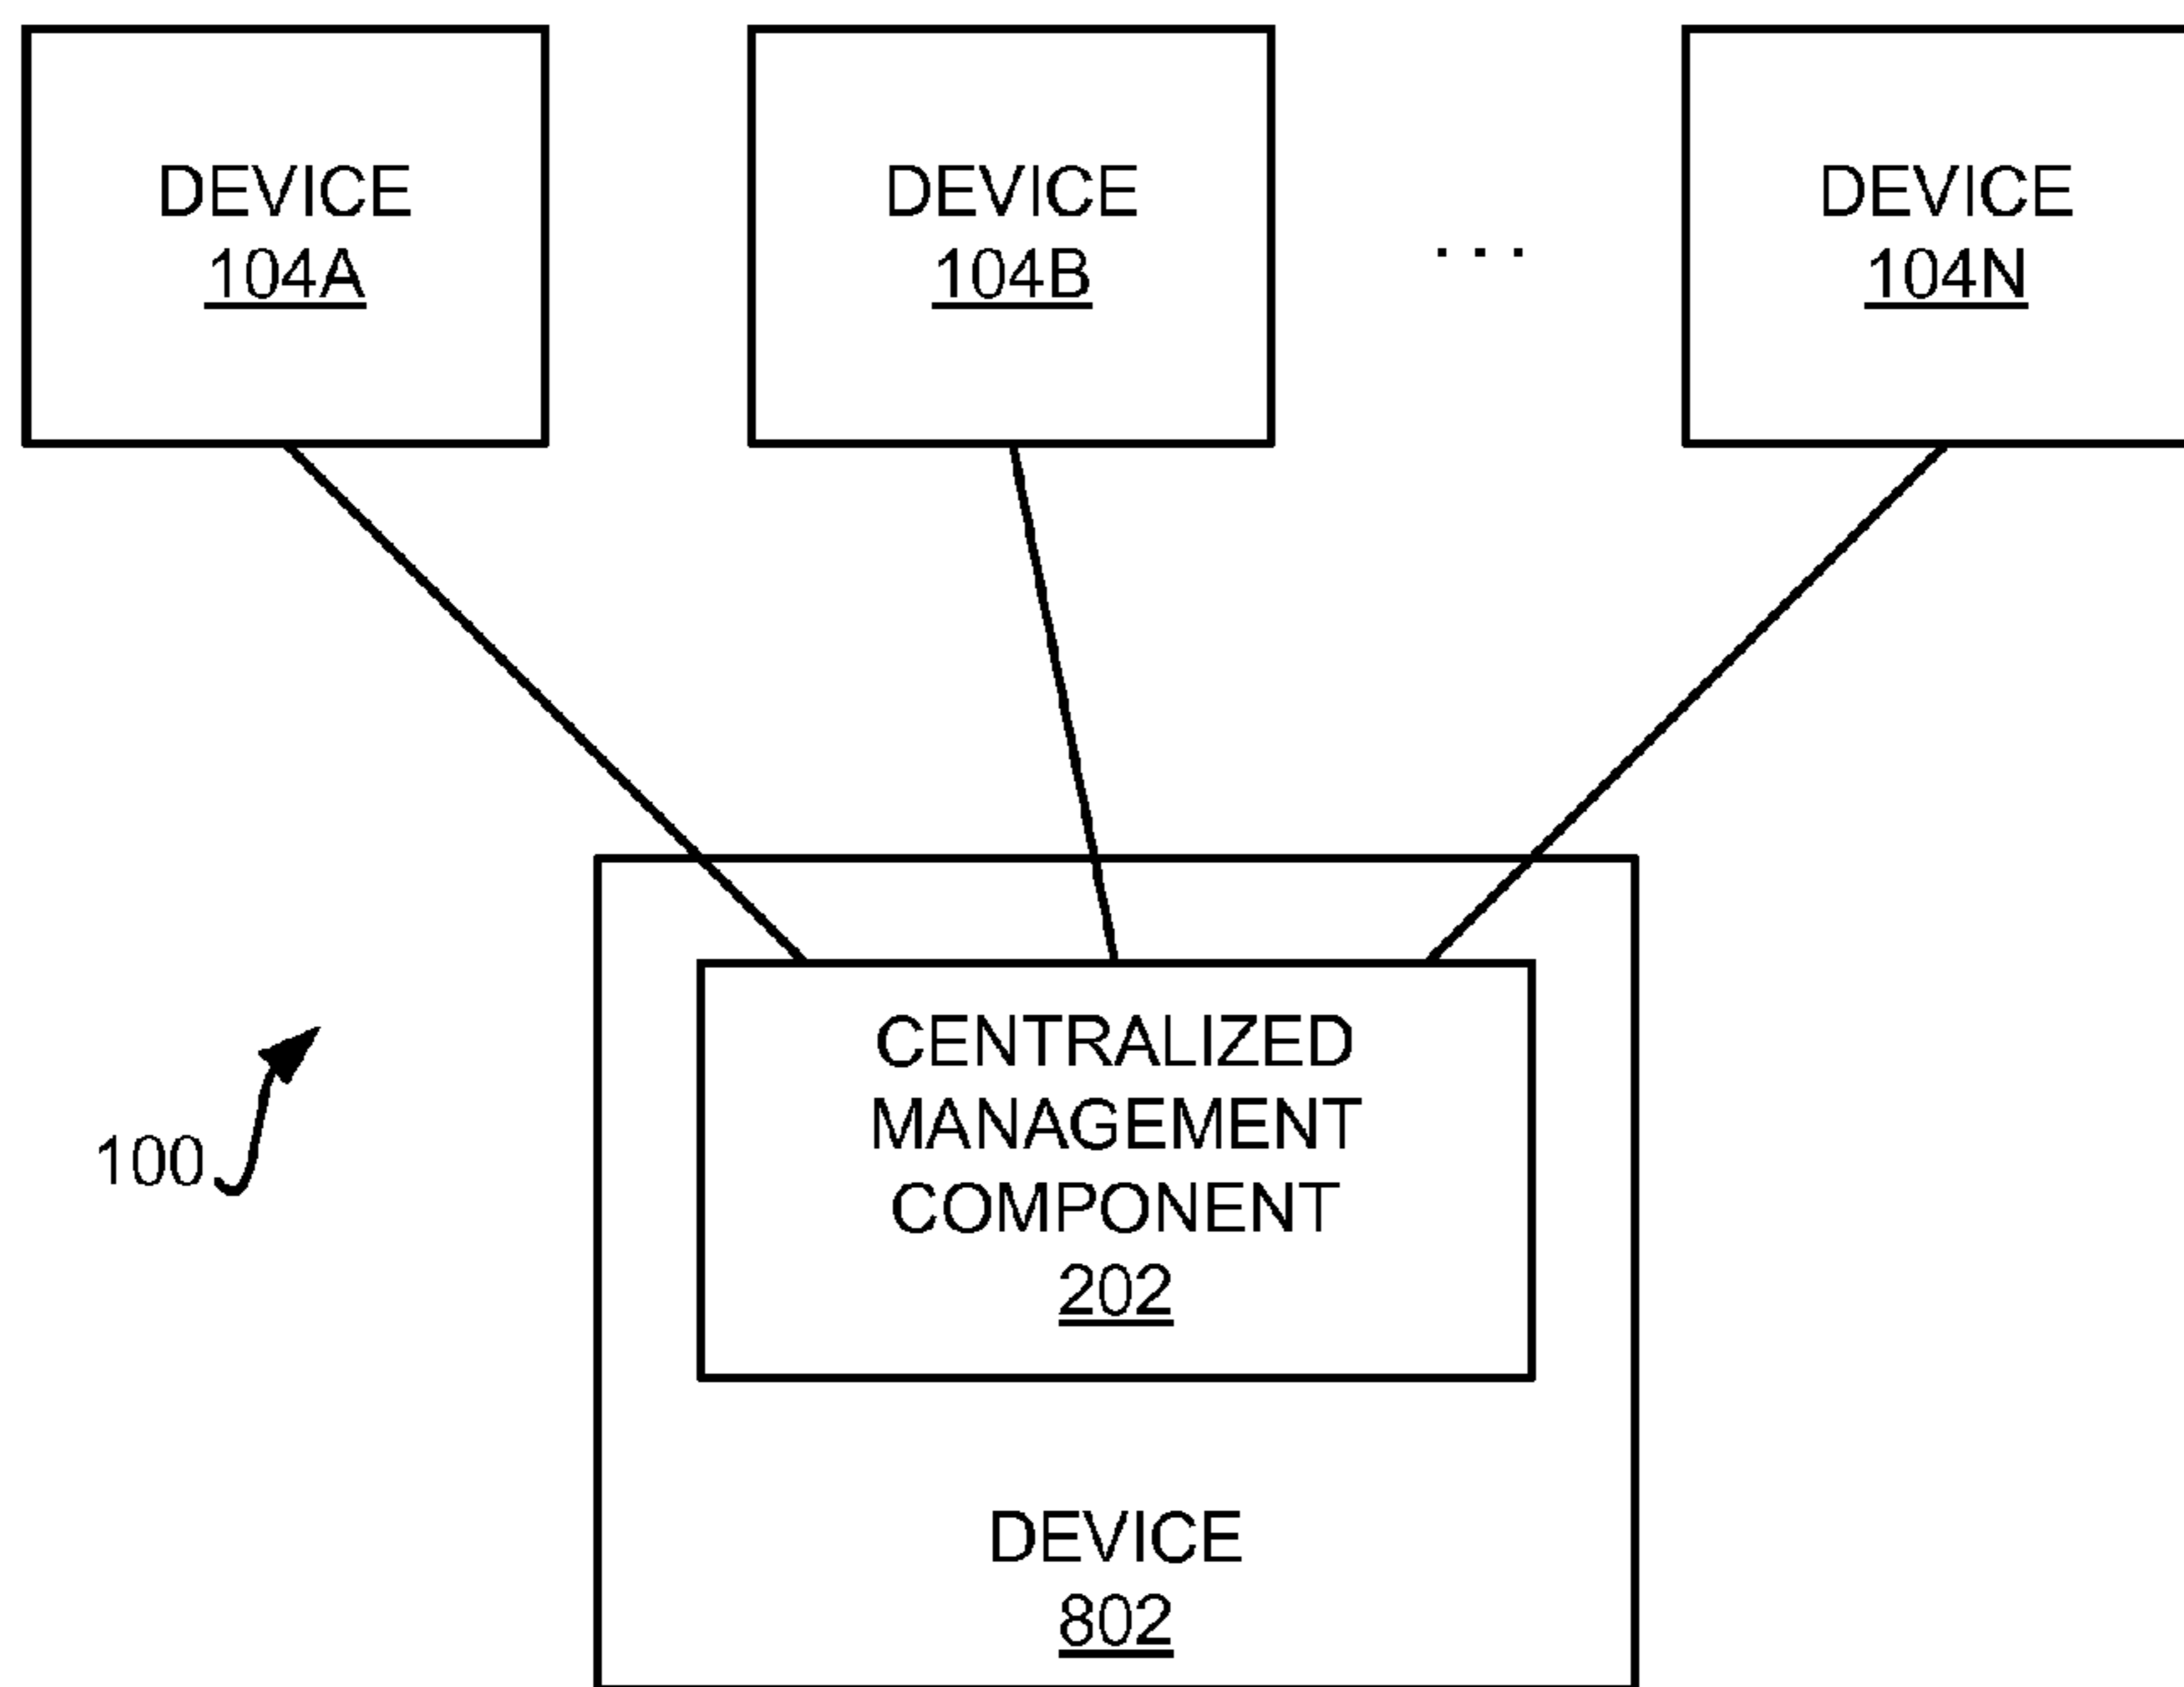 DEVICE
104A
DEVICE
104B
. . .
DEVICE
104N
CENTRALIZED
MANAGEMENT
COMPONENT
202
100
DEVICE
802